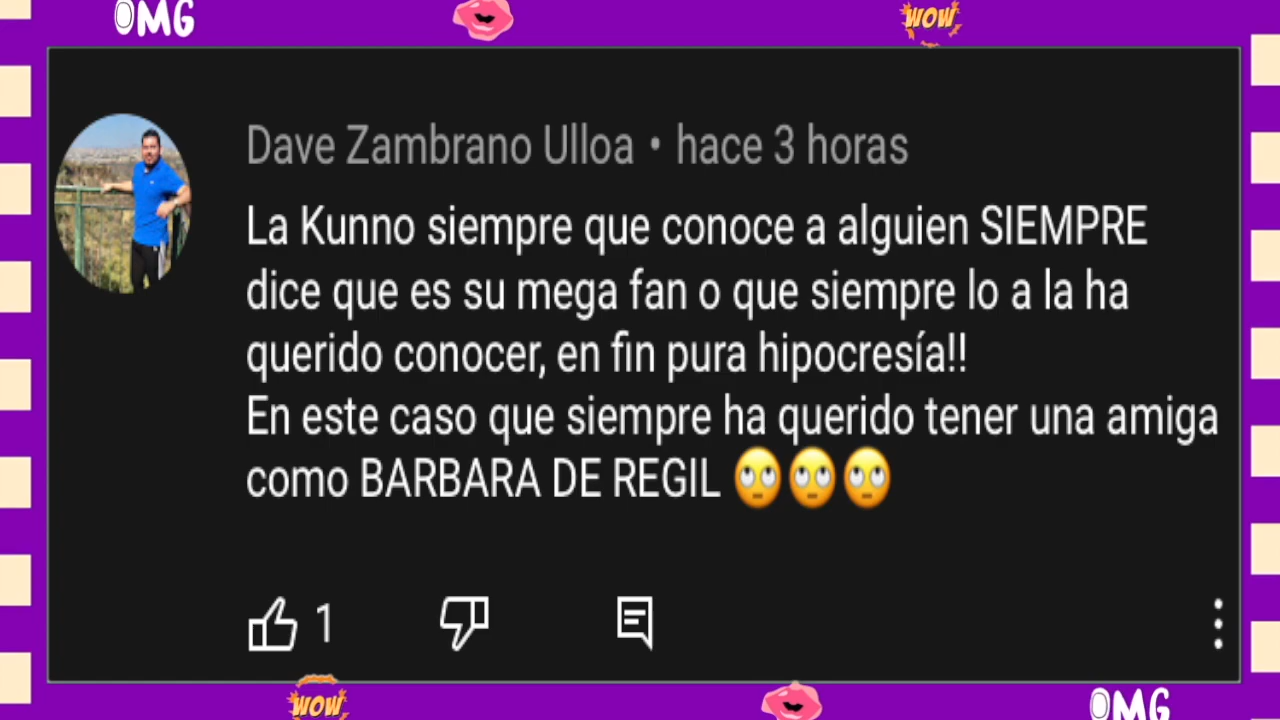 OMG
WOW
Dave Zambrano Ulloa • hace 3 horas
La Kunno siempre que conoce a alguien SIEMPRE
dice que es su mega fan o que siempre lo a la ha
querido conocer, en fin pura hipocresía!!
En este caso que siempre ha querido tener una amiga
como BARBARA DE REGIL 🙄🙄🙄
1
WOW
OMG